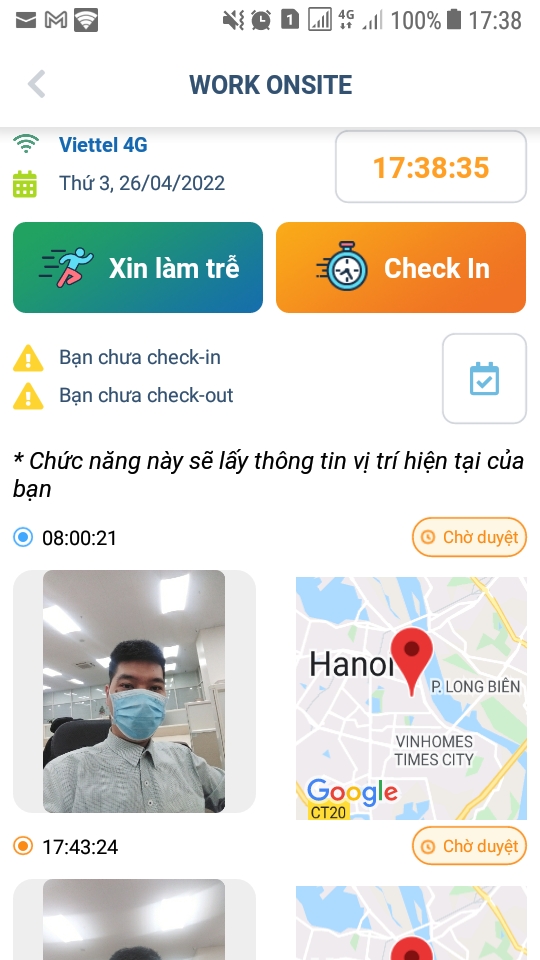 1 4G 100% 17:38
WORK ONSITE
Viettel 4G
17:38:35
Thứ 3, 26/04/2022
Xin làm trễ
Check In
Bạn chưa check-in
Bạn chưa check-out
* Chức năng này sẽ lấy thông tin vị trí hiện tại của
bạn
08:00:21
Chờ duyệt
Hanoi
P. LONG BIÊN
VINHOMES
TIMES CITY
Google
CT20
17:43:24
Chờ duyệt